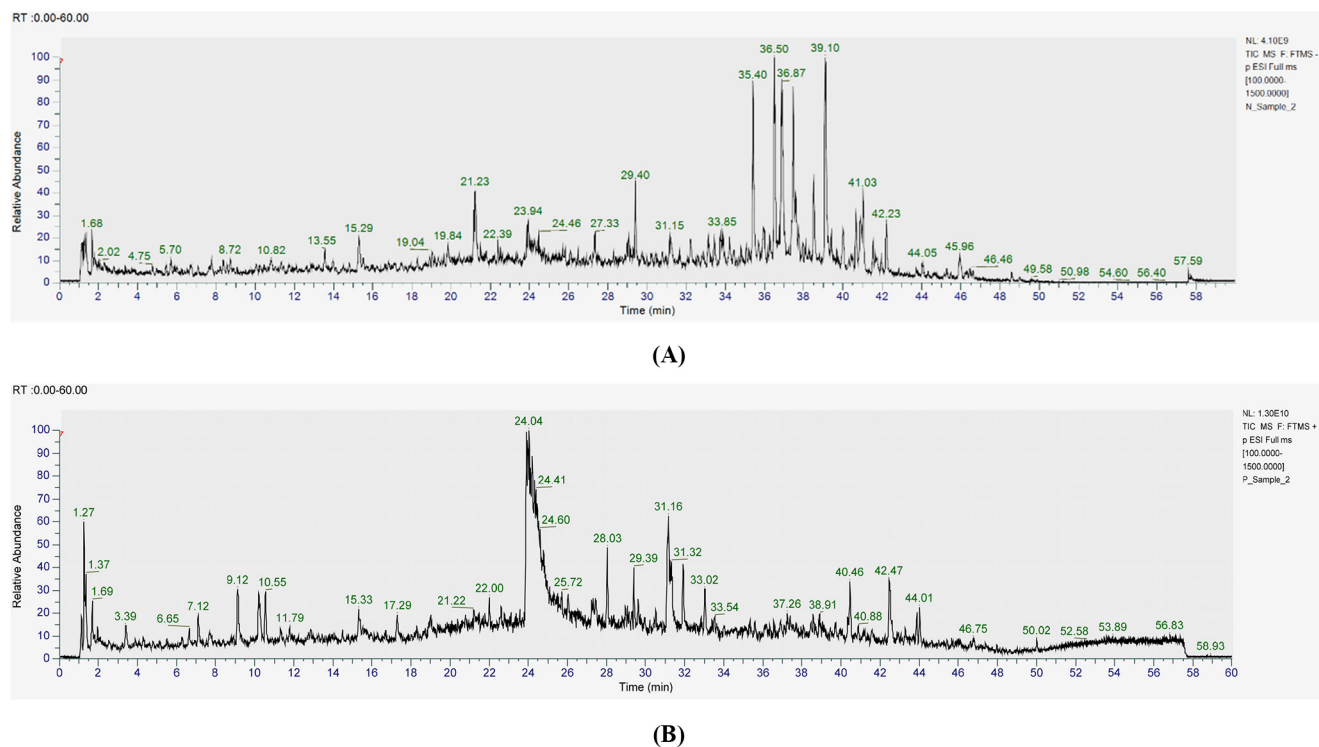 RT :0.00-60.00
NL: 4.10E9
TIC MS F: FTMS -
p ESI Full ms
[100.0000-
1500.0000]
N_Sample_2
Relative Abundance
100
90
80
70
60
50
40
30
20
10
0
1.68 2.02 4.75 5.70 8.72 10.82 13.55 15.29 19.04 19.84 21.23 22.39 23.94 24.46 27.33 29.40 31.15 33.85 35.40 36.50 36.87 39.10 41.03 42.23 44.05 45.96 46.46 49.58 50.98 54.60 56.40 57.59
0 2 4 6 8 10 12 14 16 18 20 22 24 26 28 30 32 34 36 38 40 42 44 46 48 50 52 54 56 58
Time (min)
(A)
RT :0.00-60.00
NL: 1.30E10
TIC MS F: FTMS +
p ESI Full ms
[100.0000-
1500.0000]
P_Sample_2
Relative Abundance
100
90
80
70
60
50
40
30
20
10
0
1.27 1.37 1.69 3.39 6.65 7.12 9.12 10.55 11.79 15.33 17.29 21.22 22.00 24.04 24.41 24.60 25.72 28.03 29.39 31.16 31.32 33.02 33.54 37.26 38.91 40.46 40.88 42.47 44.01 46.75 50.02 52.58 53.89 56.83 58.93
0 2 4 6 8 10 12 14 16 18 20 22 24 26 28 30 32 34 36 38 40 42 44 46 48 50 52 54 56 58 60
Time (min)
(B)